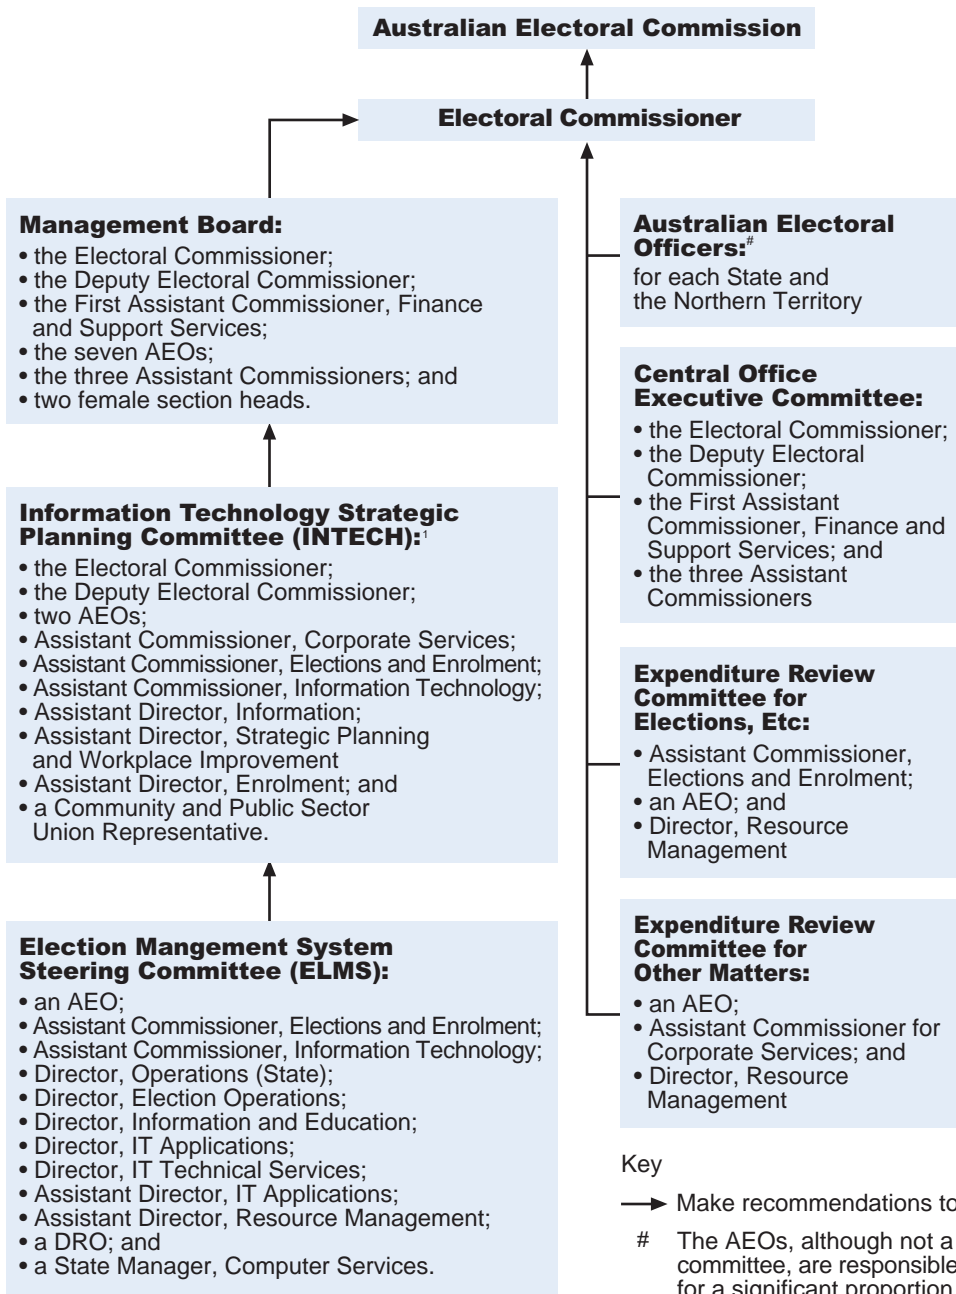 Australian Electoral Commission
Electoral Commissioner
Management Board:
• the Electoral Commissioner;
• the Deputy Electoral Commissioner;
• the First Assistant Commissioner, Finance
and Support Services;
• the seven AEOs;
• the three Assistant Commissioners; and
• two female section heads.
Information Technology Strategic
Planning Committee (INTECH):1
• the Electoral Commissioner;
• the Deputy Electoral Commissioner;
• two AEOs;
• Assistant Commissioner, Corporate Services;
• Assistant Commissioner, Elections and Enrolment;
• Assistant Commissioner, Information Technology;
• Assistant Director, Information;
• Assistant Director, Strategic Planning
and Workplace Improvement
• Assistant Director, Enrolment; and
• a Community and Public Sector
Union Representative.
Election Mangement System
Steering Committee (ELMS):
• an AEO;
• Assistant Commissioner, Elections and Enrolment;
• Assistant Commissioner, Information Technology;
• Director, Operations (State);
• Director, Election Operations;
• Director, Information and Education;
• Director, IT Applications;
• Director, IT Technical Services;
• Assistant Director, IT Applications;
• Assistant Director, Resource Management;
• a DRO; and
• a State Manager, Computer Services.
Australian Electoral
Officers:#
for each State and
the Northern Territory
Central Office
Executive Committee:
• the Electoral Commissioner;
• the Deputy Electoral
Commissioner;
• the First Assistant
Commissioner, Finance and
Support Services; and
• the three Assistant
Commissioners
Expenditure Review
Committee for
Elections, Etc:
• Assistant Commissioner,
Elections and Enrolment;
• an AEO; and
• Director, Resource
Management
Expenditure Review
Committee for
Other Matters:
• an AEO;
• Assistant Commissioner for
Corporate Services; and
• Director, Resource
Management
Key
Make recommendations to
# The AEOs, although not a
committee, are responsible
for a significant proportion